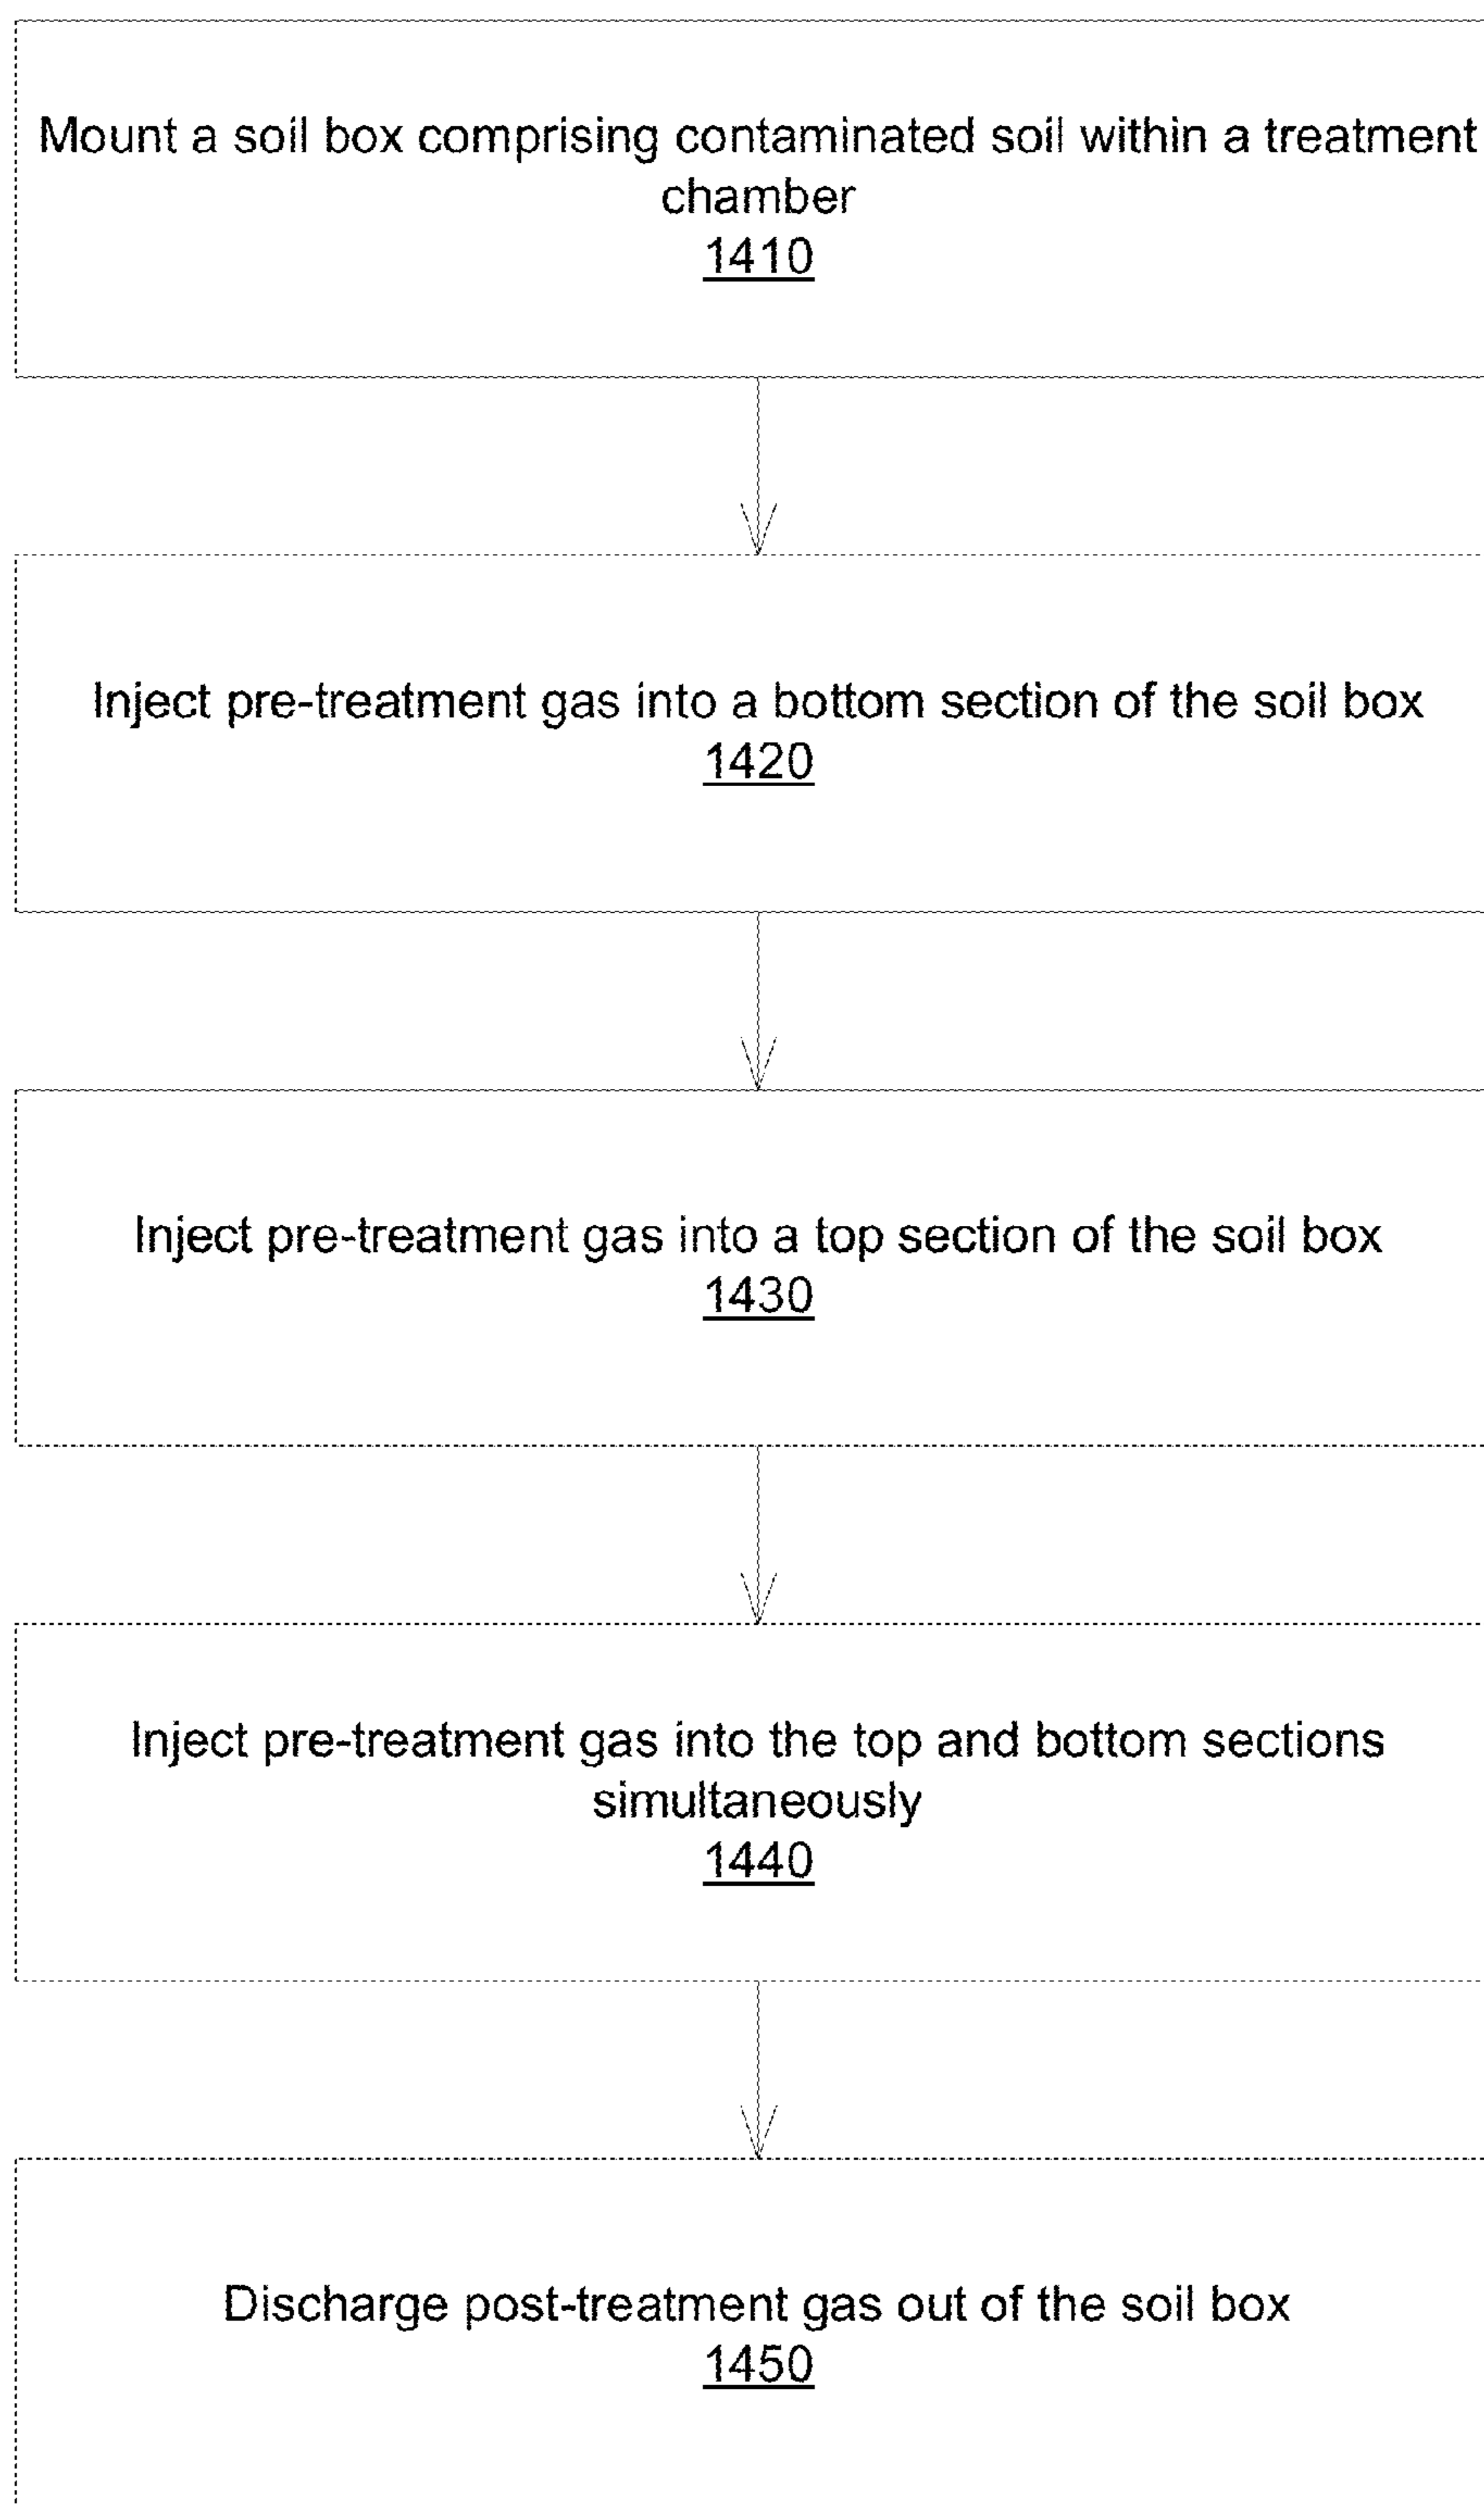 Mount a soil box comprising contaminated soil within a treatment
chamber
1410
Inject pre-treatment gas into a bottom section of the soil box
1420
Inject pre-treatment gas into a top section of the soil box
1430
Inject pre-treatment gas into the top and bottom sections
simultaneously
1440
Discharge post-treatment gas out of the soil box
1450